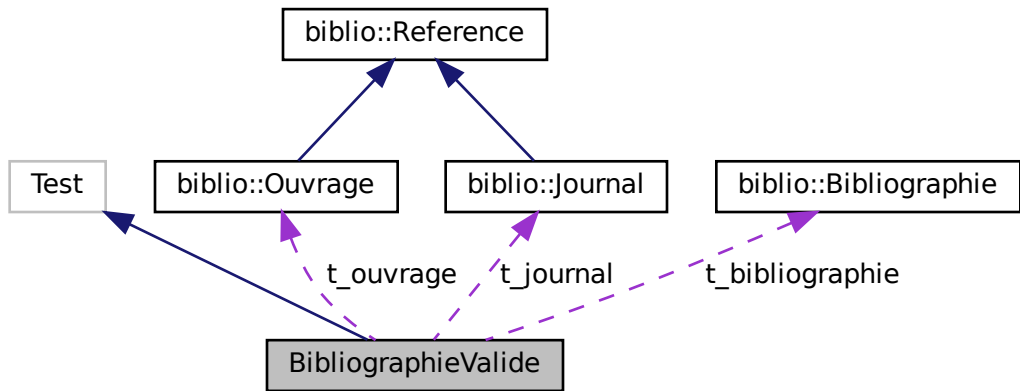 biblio::Reference
Test
biblio::Ouvrage
biblio::Journal
biblio::Bibliographie
t_ouvrage
t_journal
t_bibliographie
BibliographieValide